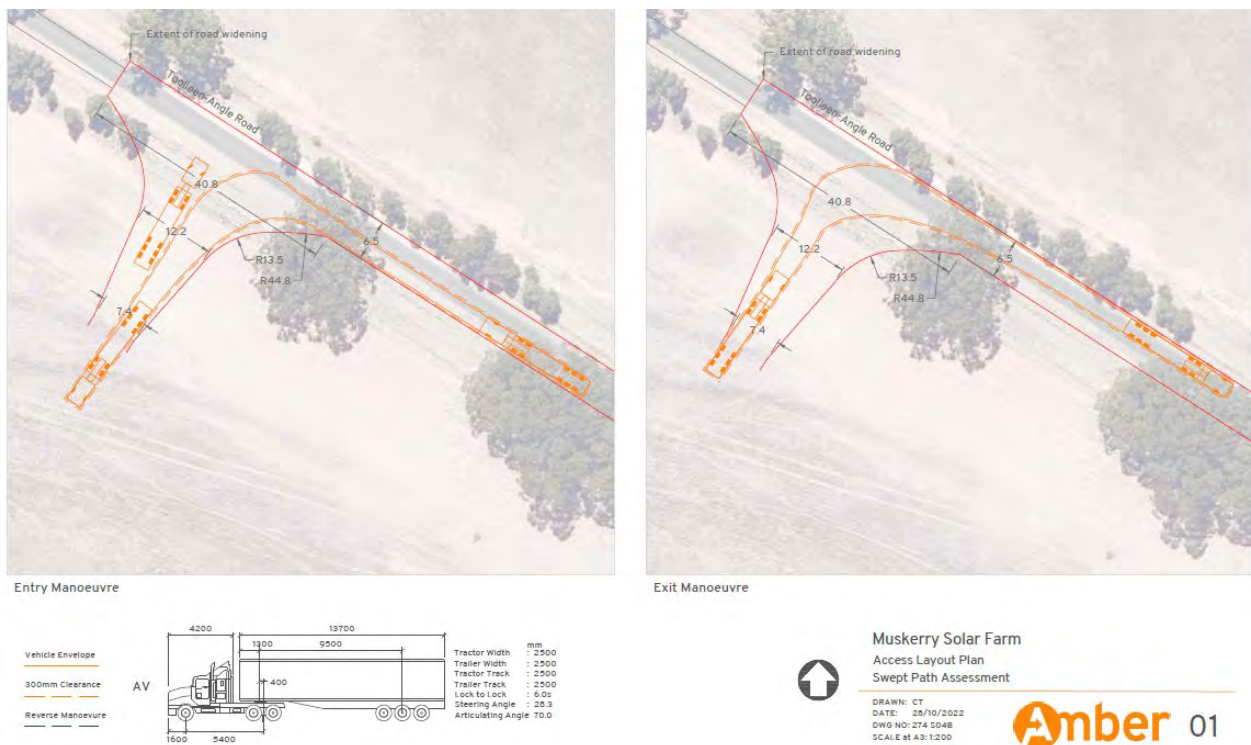 Extent of road widening
Toolleen-Angle Road
40.8
12.2
6.5
R13.5
R44.8
7.4
Entry Manoeuvre
Extent of road widening
Toolleen-Angle Road
40.8
12.2
6.5
R13.5
R44.8
7.4
Exit Manoeuvre
Vehicle Envelope
300mm Clearance
Reverse Manoevure
AV
4200
13700
1300
9500
400
1600
5400
mm
Tractor Width : 2500
Trailer Width : 2500
Tractor Track : 2500
Trailer Track : 2500
Lock to Lock : 6.0s
Steering Angle : 28.3
Articulating Angle 70.0
Muskerry Solar Farm
Access Layout Plan
Swept Path Assessment
DRAWN: CT
DATE: 28/10/2022
DWG NO: 274 S04B
SCALE at A3: 1:200
Amber 01